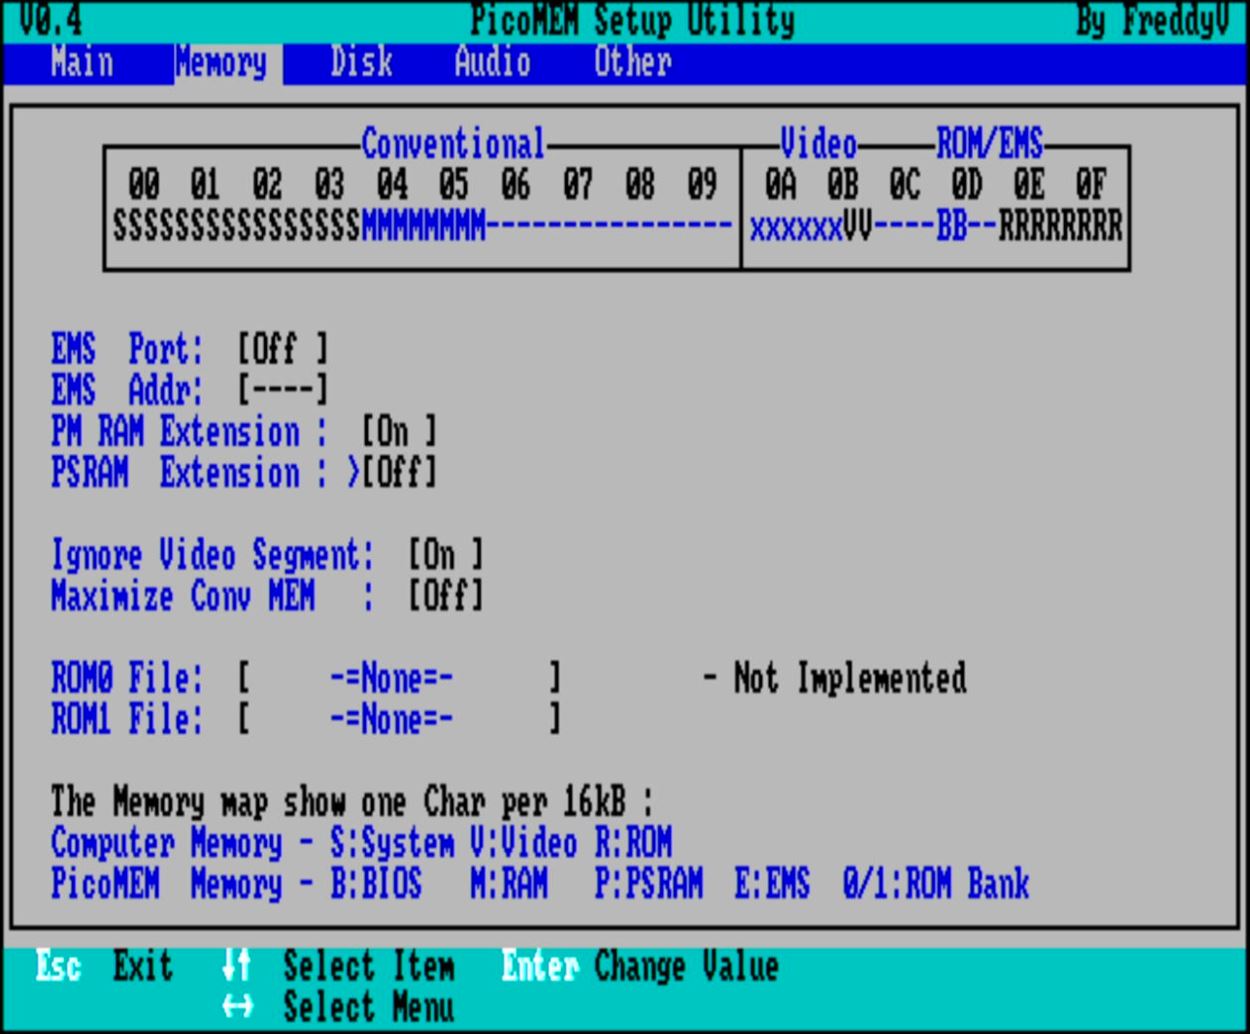 V0.4 PicoMEM Setup Utility By FreddyV
Main Memory Disk Audio Other
Conventional Video ROM/EMS
00 01 02 03 04 05 06 07 08 09 0A 0B 0C 0D 0E 0F
SSSSSSSSSSSSSSSSMMMMMMMM---------------- xxxxxxVV----BB--RRRRRRRR
EMS Port: [Off ]
EMS Addr: [----]
PM RAM Extension : [On ]
PSRAM Extension : >[Off]
Ignore Video Segment: [On ]
Maximize Conv MEM : [Off]
ROM0 File: [ -=None=- ] - Not Implemented
ROM1 File: [ -=None=- ]
The Memory map show one Char per 16kB :
Computer Memory - S:System V:Video R:ROM
PicoMEM Memory - B:BIOS M:RAM P:PSRAM E:EMS 0/1:ROM Bank
Esc Exit ↓↑ Select Item Enter Change Value
↔ Select Menu